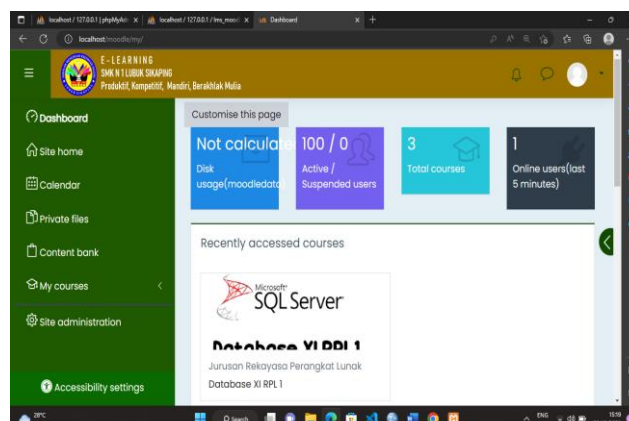 localhost / 127.0.0.1 | phpMyAdm
localhost / 127.0.0.1 / lms_mood
Dashboard
localhost/moodle/my/
E-LEARNING
SMK N 1 LUBUK SIKAPING
Produktif, Kompetitif, Mandiri, Berakhlak Mulia
Customise this page
Dashboard
Site home
Calendar
Private files
Content bank
My courses
Site administration
Accessibility settings
Not calculate
Disk
usage(moodledata)
100 / 0
Active /
Suspended users
3
Total courses
1
Online users(last
5 minutes)
Recently accessed courses
Microsoft
SQL Server
Database XI RPL 1
Jurusan Rekayasa Perangkat Lunak
Database XI RPL 1
28°C
Search
ENG
15:19